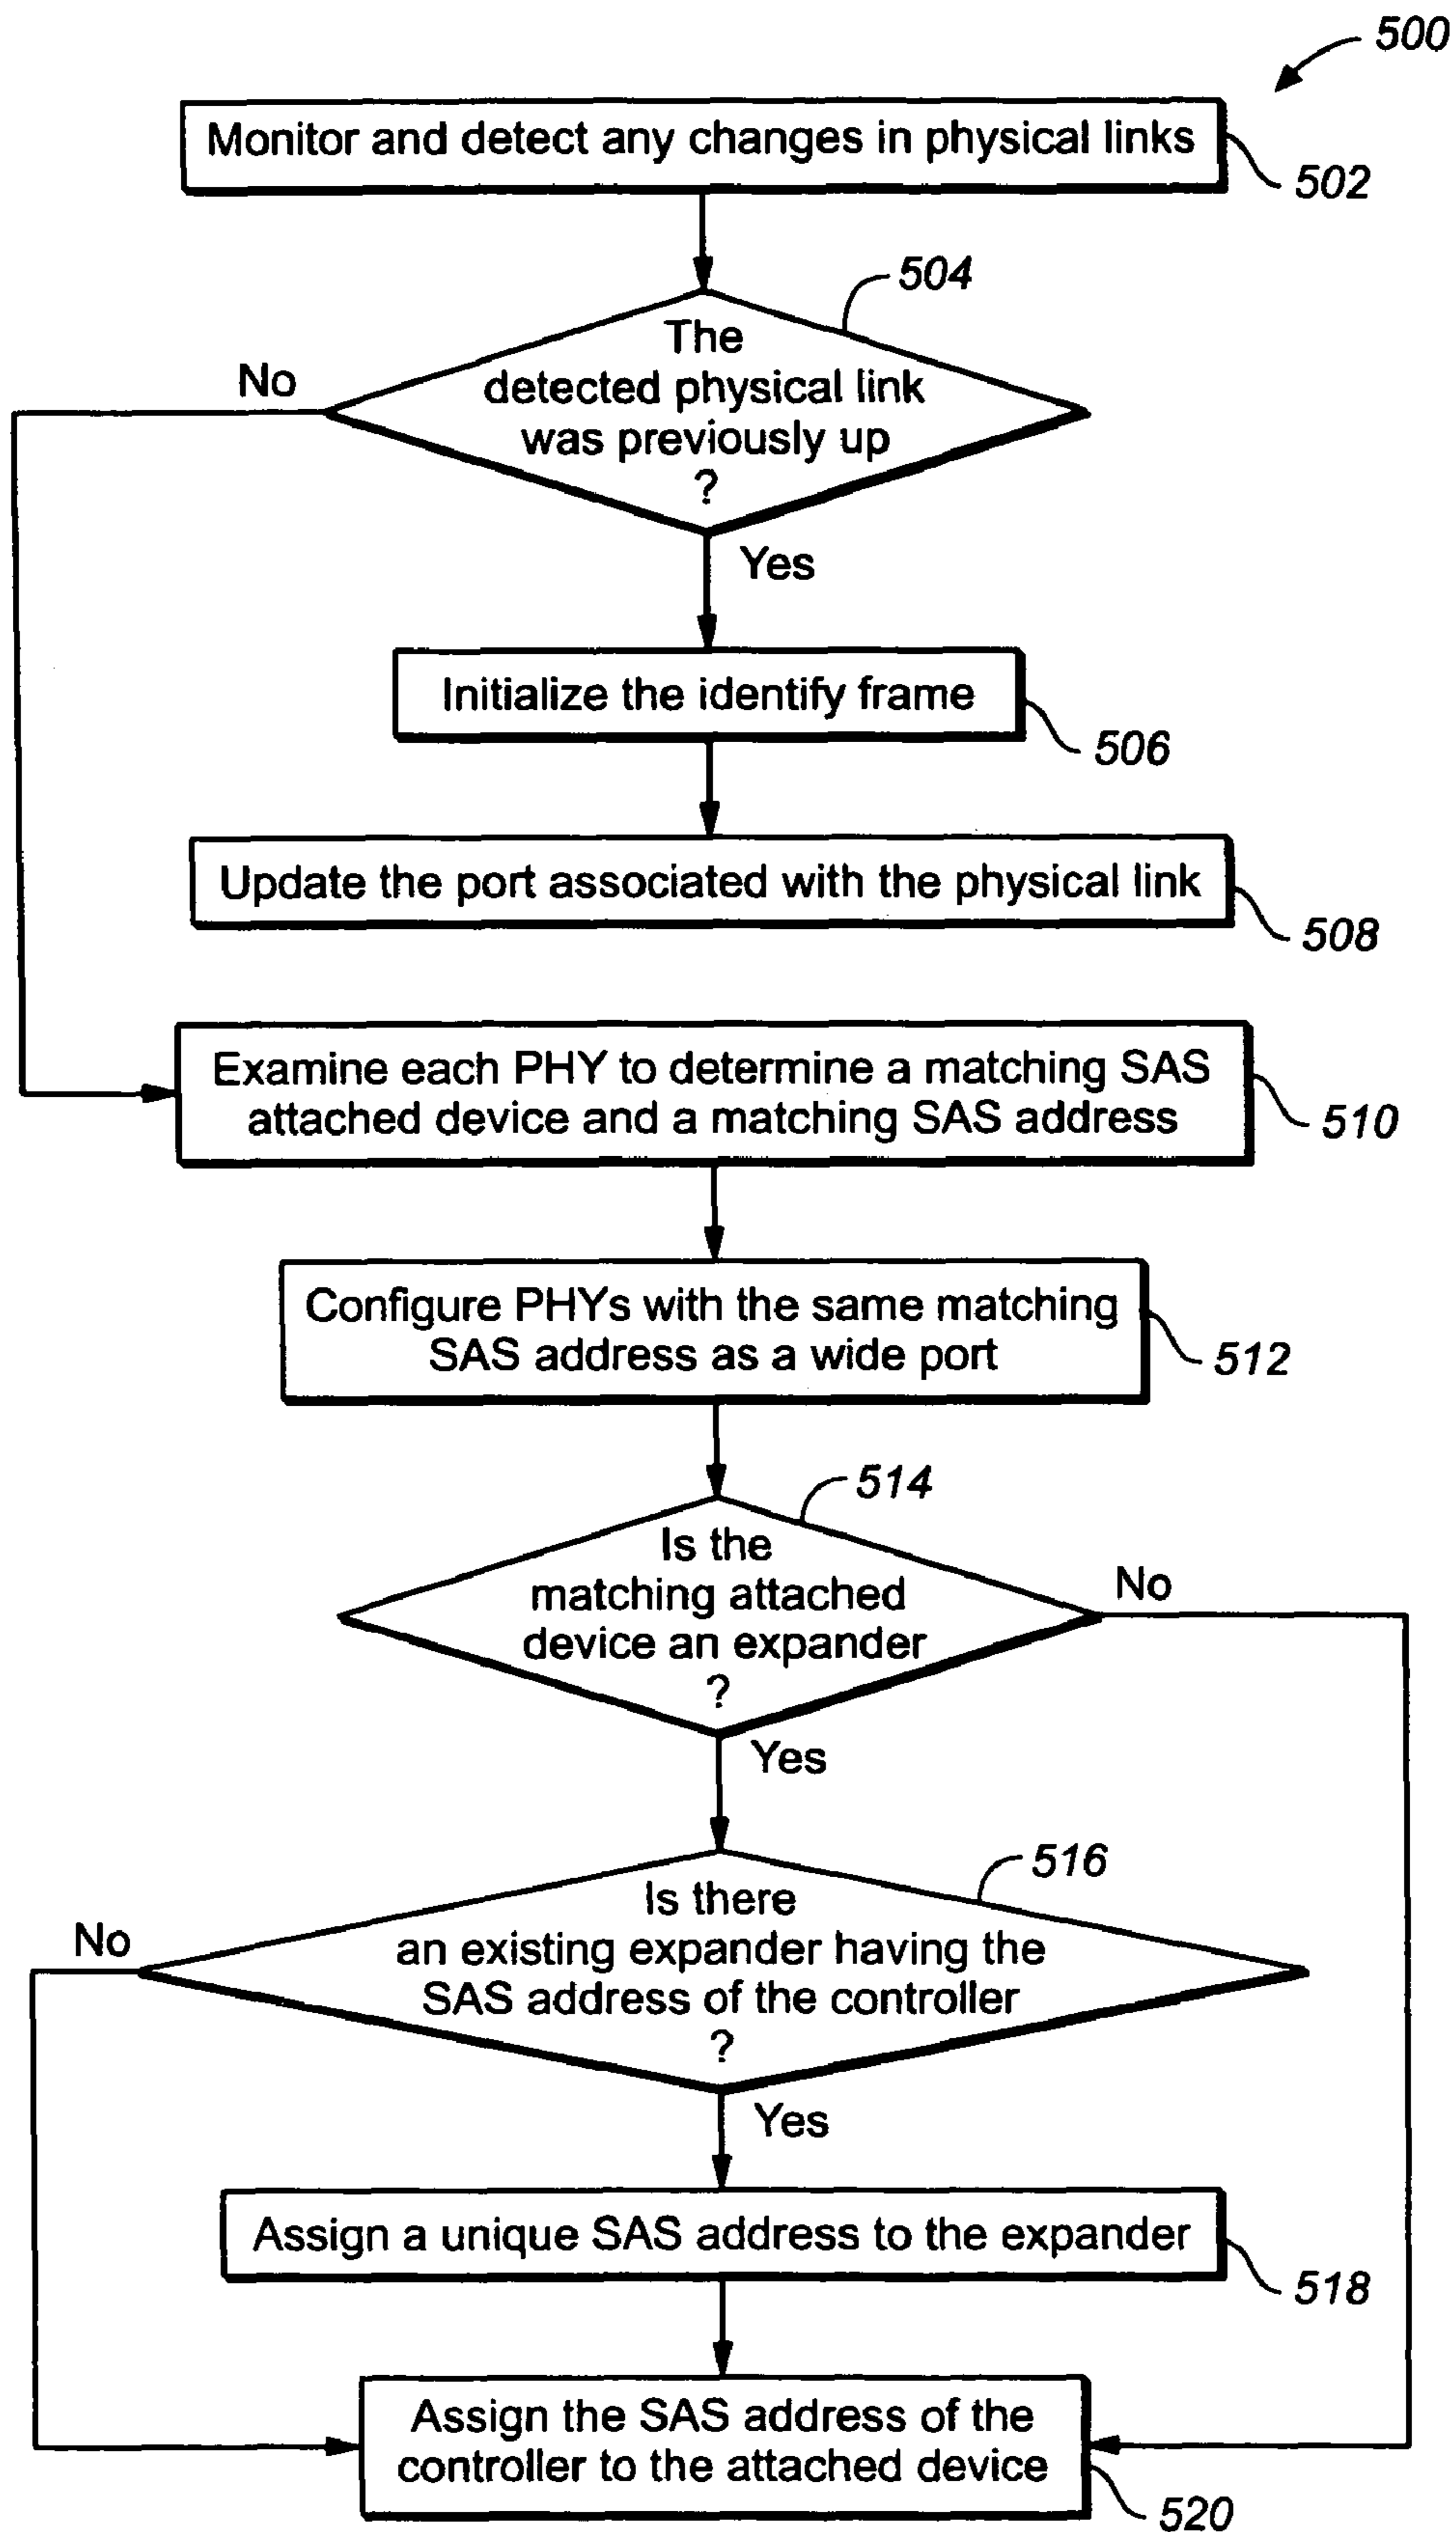 500
Monitor and detect any changes in physical links
502
504
The
detected physical link
was previously up
?
No
Yes
Initialize the identify frame
506
Update the port associated with the physical link
508
Examine each PHY to determine a matching SAS
attached device and a matching SAS address
510
Configure PHYs with the same matching
SAS address as a wide port
512
514
Is the
matching attached
device an expander
?
No
Yes
516
Is there
an existing expander having the
SAS address of the controller
?
No
Yes
Assign a unique SAS address to the expander
518
Assign the SAS address of the
controller to the attached device
520